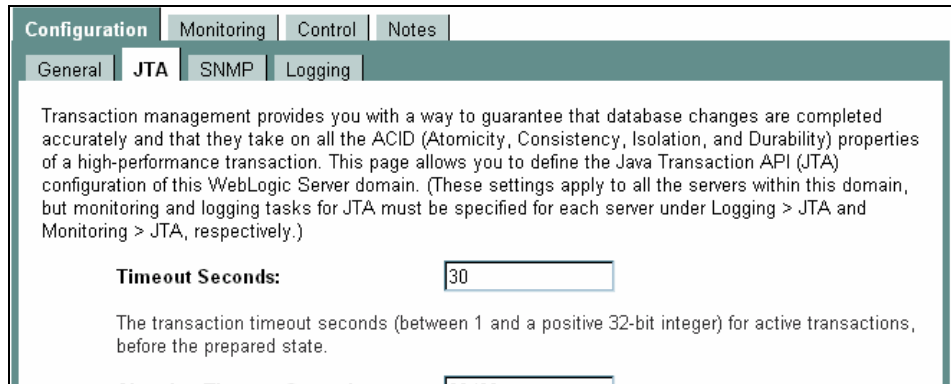 Configuration Monitoring Control Notes
General JTA SNMP Logging
Transaction management provides you with a way to guarantee that database changes are completed
accurately and that they take on all the ACID (Atomicity, Consistency, Isolation, and Durability) properties
of a high-performance transaction. This page allows you to define the Java Transaction API (JTA)
configuration of this WebLogic Server domain. (These settings apply to all the servers within this domain,
but monitoring and logging tasks for JTA must be specified for each server under Logging > JTA and
Monitoring > JTA, respectively.)
Timeout Seconds: 30
The transaction timeout seconds (between 1 and a positive 32-bit integer) for active transactions,
before the prepared state.